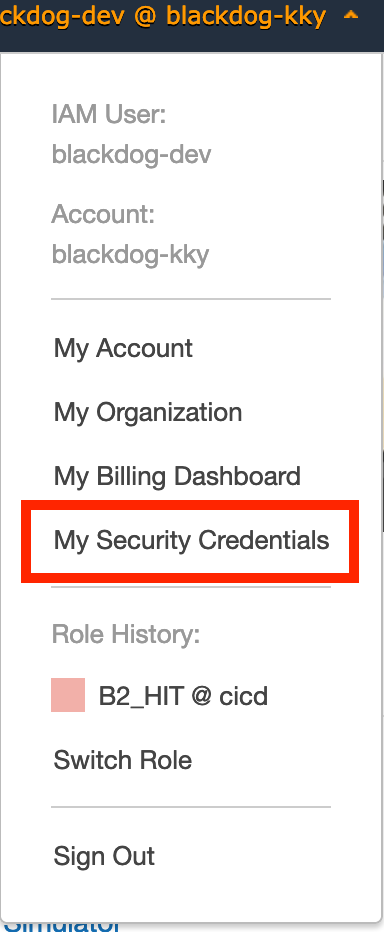 ckdog-dev @ blackdog-kky
IAM User:
blackdog-dev
Account:
blackdog-kky
My Account
My Organization
My Billing Dashboard
My Security Credentials
Role History:
B2_HIT @ cicd
Switch Role
Sign Out
Simulator